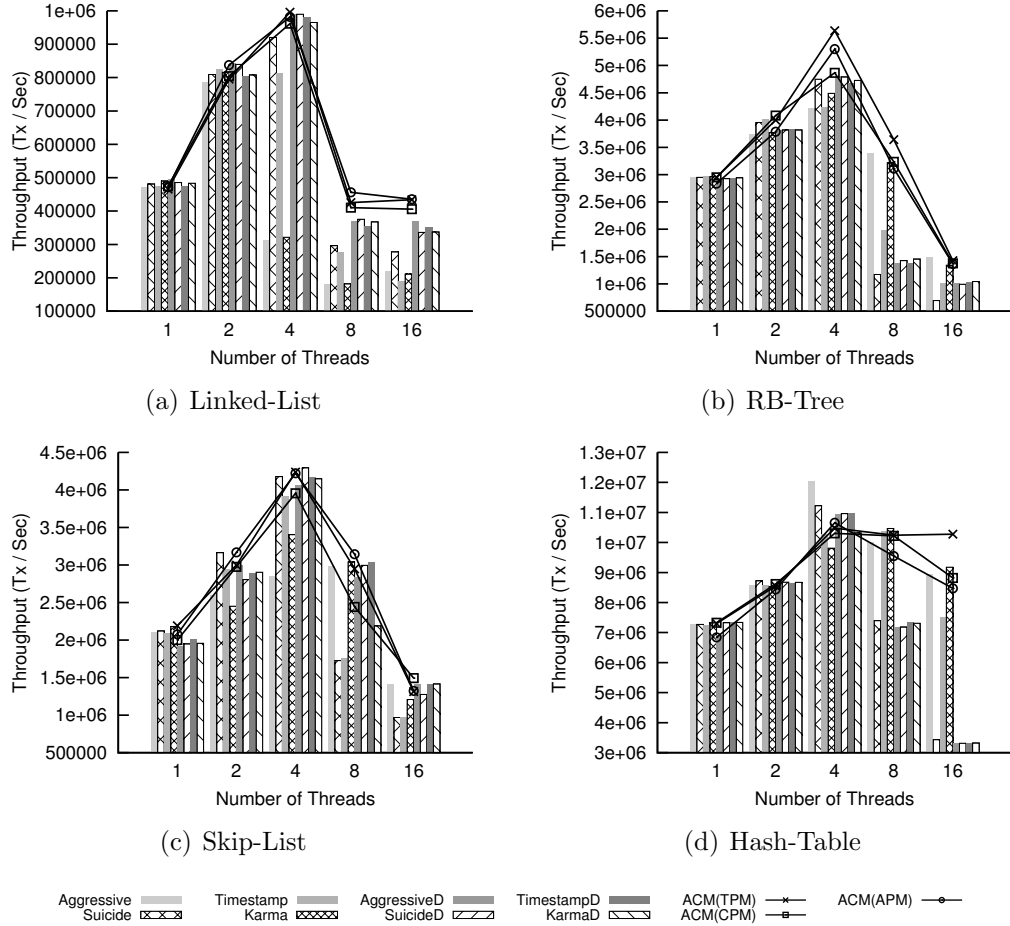 1e+06
900000
800000
700000
600000
500000
400000
300000
200000
100000
Throughput (Tx / Sec)
1 2 4 8 16
Number of Threads
(a) Linked-List
6e+06
5.5e+06
5e+06
4.5e+06
4e+06
3.5e+06
3e+06
2.5e+06
2e+06
1.5e+06
1e+06
500000
Throughput (Tx / Sec)
1 2 4 8 16
Number of Threads
(b) RB-Tree
4.5e+06
4e+06
3.5e+06
3e+06
2.5e+06
2e+06
1.5e+06
1e+06
500000
Throughput (Tx / Sec)
1 2 4 8 16
Number of Threads
(c) Skip-List
1.3e+07
1.2e+07
1.1e+07
1e+07
9e+06
8e+06
7e+06
6e+06
5e+06
4e+06
3e+06
Throughput (Tx / Sec)
1 2 4 8 16
Number of Threads
(d) Hash-Table
Aggressive Timestamp AggressiveD TimestampD ACM(TPM) ACM(APM)
Suicide Karma SuicideD KarmaD ACM(CPM)